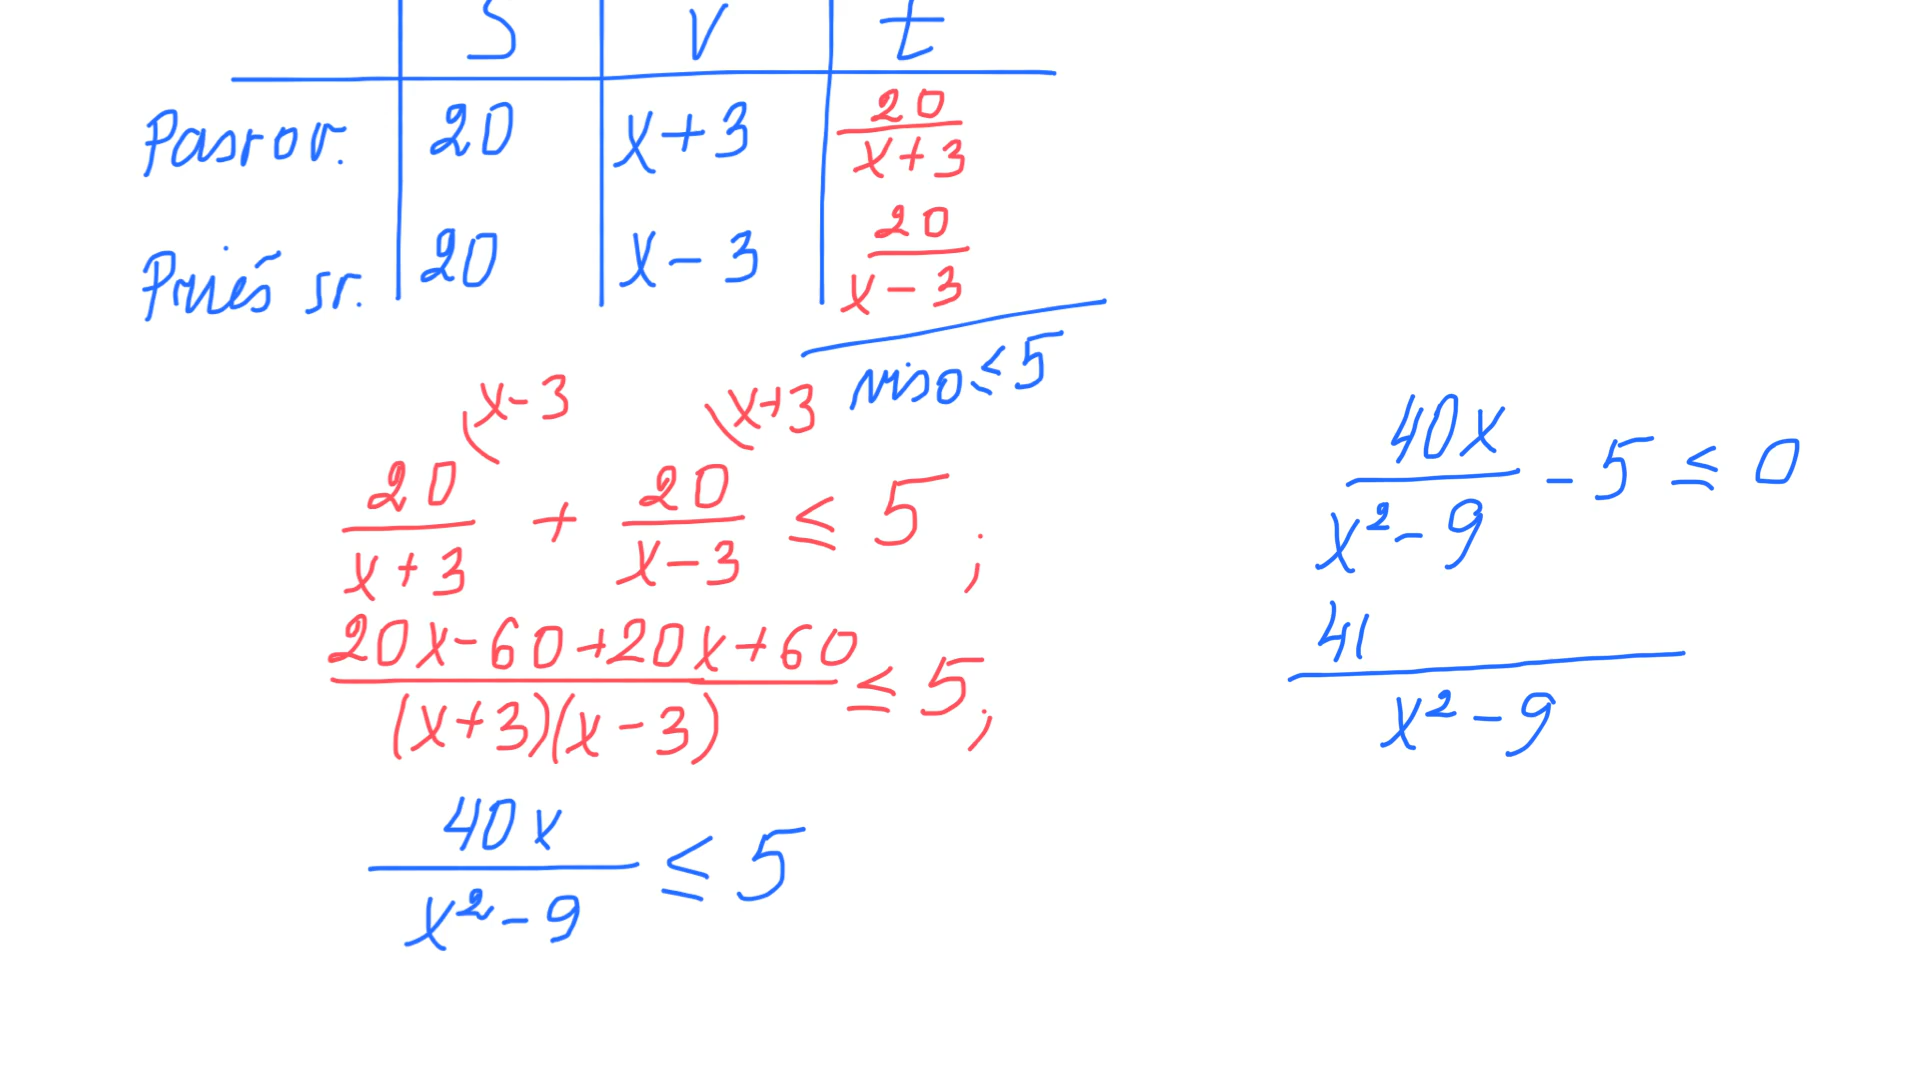 S v t
Pasrov. 20 x+3 20/(x+3)
Prieš sr. 20 x-3 20/(x-3)
viso ≤ 5
x-3 x+3
20/(x+3) + 20/(x-3) ≤ 5;
(20x-60+20x+60)/((x+3)(x-3)) ≤ 5;
40x/(x²-9) ≤ 5
40x/(x²-9) - 5 ≤ 0
4(
x²-9